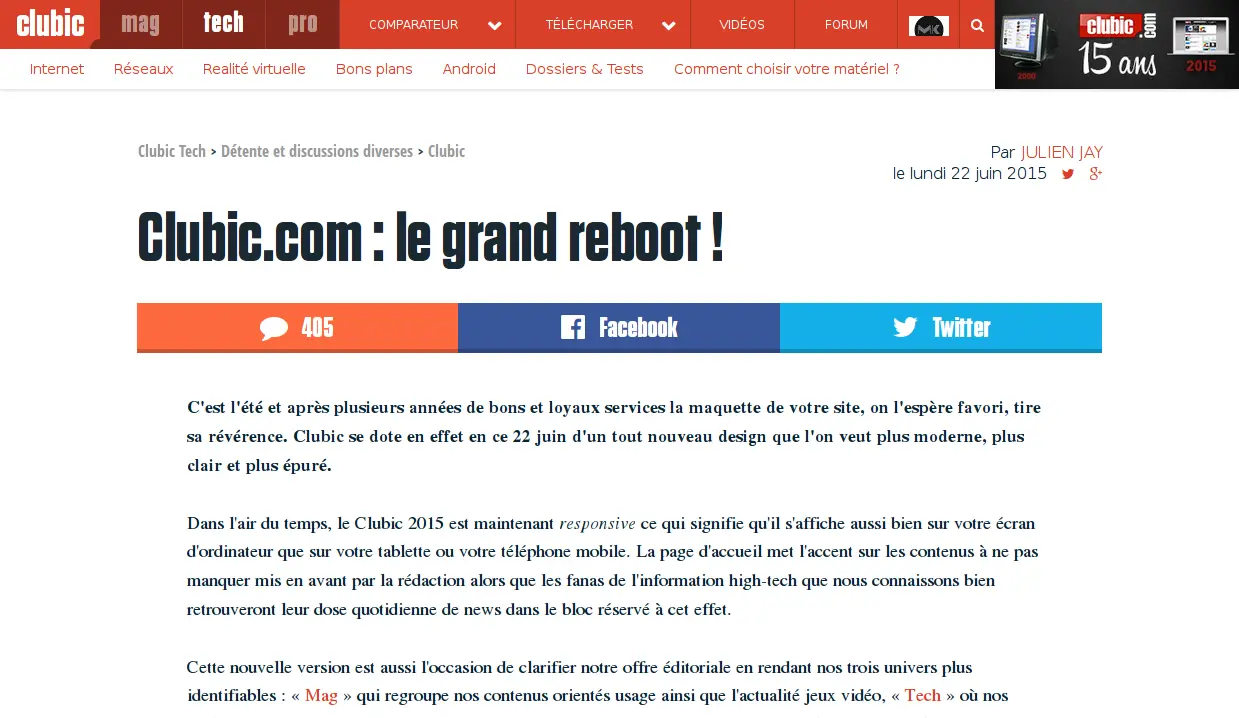 clubic mag tech pro COMPARATEUR TÉLÉCHARGER VIDÉOS FORUM MK
clubic.com
15 ans
2000 2015
Internet Réseaux Realité virtuelle Bons plans Android Dossiers & Tests Comment choisir votre matériel ?
Clubic Tech > Détente et discussions diverses > Clubic
Par JULIEN JAY
le lundi 22 juin 2015
Clubic.com : le grand reboot !
405 Facebook Twitter
C'est l'été et après plusieurs années de bons et loyaux services la maquette de votre site, on l'espère favori, tire
sa révérence. Clubic se dote en effet en ce 22 juin d'un tout nouveau design que l'on veut plus moderne, plus
clair et plus épuré.
Dans l'air du temps, le Clubic 2015 est maintenant responsive ce qui signifie qu'il s'affiche aussi bien sur votre écran
d'ordinateur que sur votre tablette ou votre téléphone mobile. La page d'accueil met l'accent sur les contenus à ne pas
manquer mis en avant par la rédaction alors que les fanas de l'information high-tech que nous connaissons bien
retrouveront leur dose quotidienne de news dans le bloc réservé à cet effet.
Cette nouvelle version est aussi l'occasion de clarifier notre offre éditoriale en rendant nos trois univers plus
identifiables : « Mag » qui regroupe nos contenus orientés usage ainsi que l'actualité jeux vidéo, « Tech » où nos